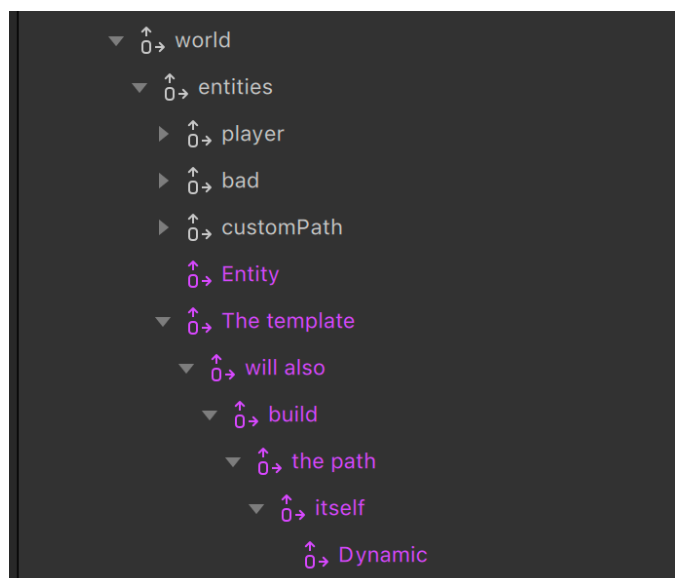 world
entities
player
bad
customPath
Entity
The template
will also
build
the path
itself
Dynamic